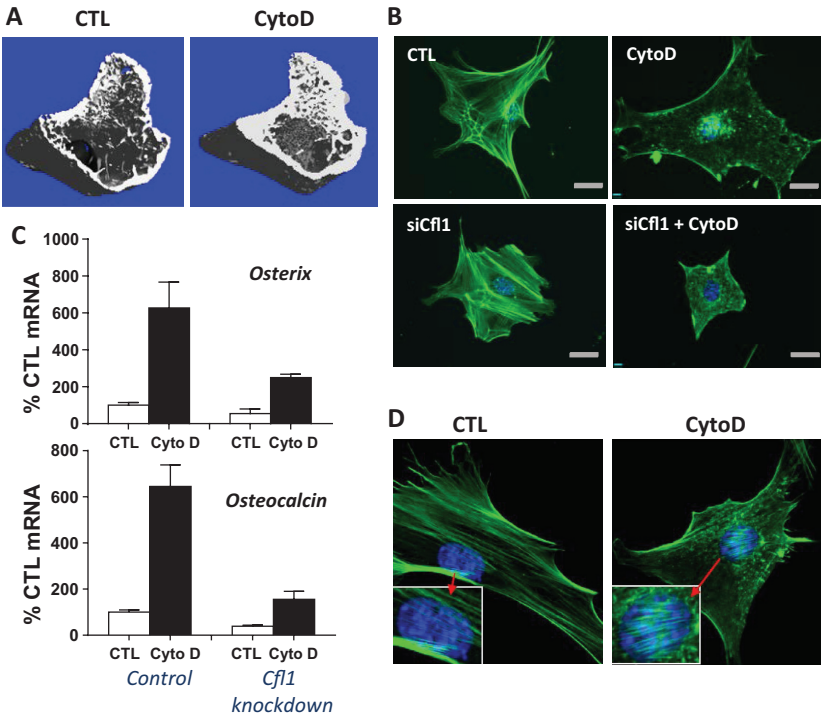 A
CTL
CytoD
B
CTL
CytoD
siCfl1
siCfl1 + CytoD
C
1000
800
600
400
200
0
% CTL mRNA
Osterix
CTL
Cyto D
CTL
Cyto D
800
600
400
200
0
% CTL mRNA
Osteocalcin
CTL
Cyto D
CTL
Cyto D
Control
Cfl1
knockdown
D
CTL
CytoD